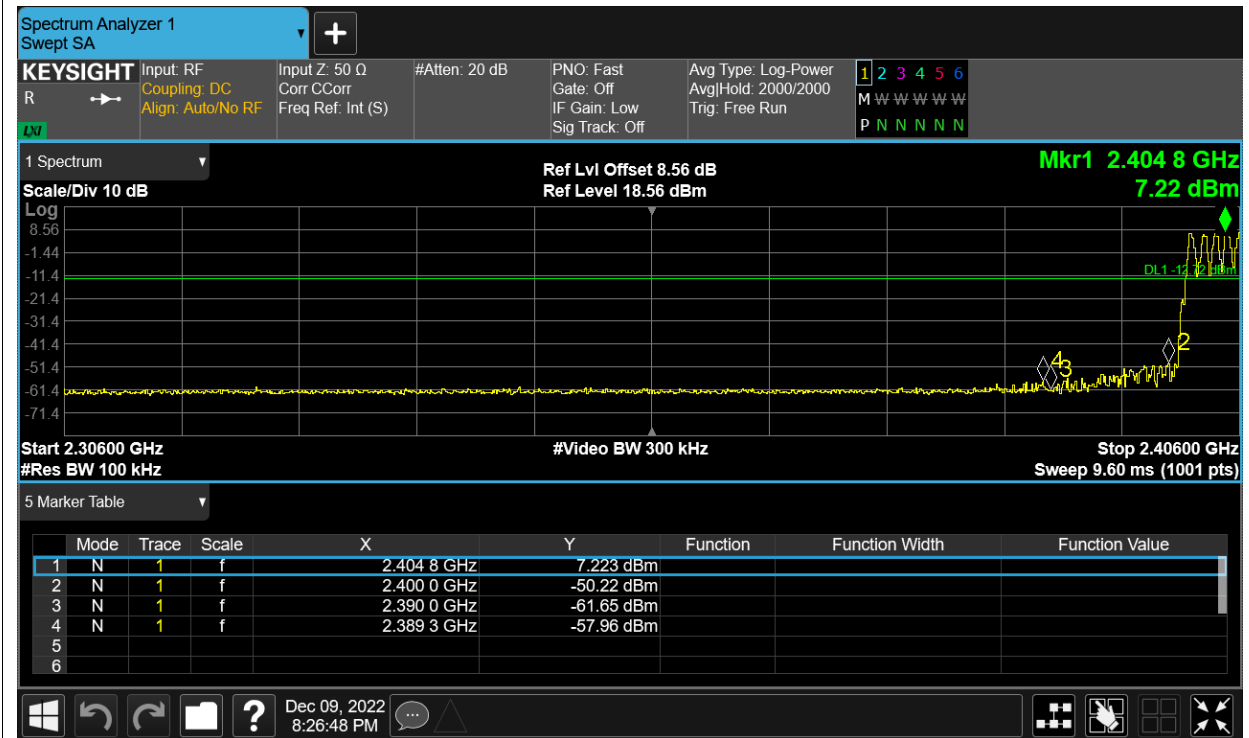 Spectrum Analyzer 1
Swept SA
KEYSIGHT Input: RF Input Z: 50 Ω #Atten: 20 dB PNO: Fast Avg Type: Log-Power 1 2 3 4 5 6
R Coupling: DC Corr CCorr Gate: Off Avg|Hold: 2000/2000 M W W W W W
Align: Auto/No RF Freq Ref: Int (S) IF Gain: Low Trig: Free Run
LXI Sig Track: Off P N N N N N
1 Spectrum Ref Lvl Offset 8.56 dB Mkr1 2.404 8 GHz
Scale/Div 10 dB Ref Level 18.56 dBm 7.22 dBm
Log
8.56
-1.44
-11.4 DL1 -12.72 dBm
-21.4
-31.4
-41.4 2
-51.4 4 3
-61.4
-71.4
Start 2.30600 GHz #Video BW 300 kHz Stop 2.40600 GHz
#Res BW 100 kHz Sweep 9.60 ms (1001 pts)
5 Marker Table
Mode Trace Scale X Y Function Function Width Function Value
1 N 1 f 2.404 8 GHz 7.223 dBm
2 N 1 f 2.400 0 GHz -50.22 dBm
3 N 1 f 2.390 0 GHz -61.65 dBm
4 N 1 f 2.389 3 GHz -57.96 dBm
5
6
? Dec 09, 2022
8:26:48 PM